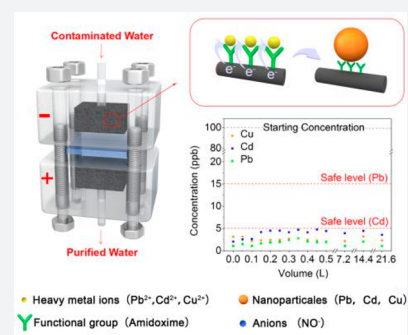 Contaminated Water
−
+
Purified Water
e⁻ e⁻ e⁻
Starting Concentration
Cu
Cd
Pb
Safe level (Pb)
Safe level (Cd)
Concentration (ppb)
100
80
20
15
10
5
0
0.0 0.1 0.2 0.3 0.4 0.5 7.2 14.4 21.6
Volume (L)
Heavy metal ions (Pb²⁺,Cd²⁺,Cu²⁺)
Nanoparticales (Pb, Cd, Cu)
Functional group (Amidoxime)
Anions (NO⁻)